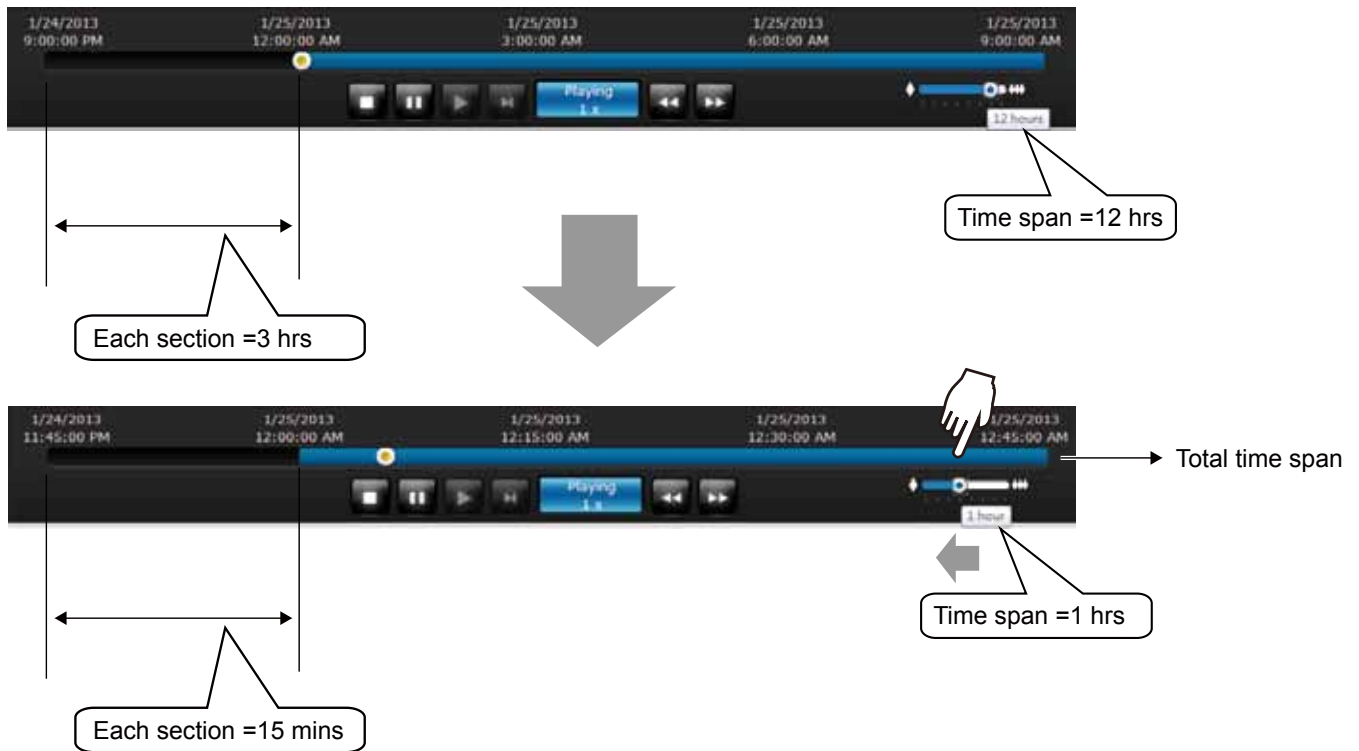 1/24/2013 1/25/2013 1/25/2013 1/25/2013 1/25/2013
9:00:00 PM 12:00:00 AM 3:00:00 AM 6:00:00 AM 9:00:00 AM
Playing
1 x
12 hours
Time span =12 hrs
Each section =3 hrs
1/24/2013 1/25/2013 1/25/2013 1/25/2013 1/25/2013
11:45:00 PM 12:00:00 AM 12:15:00 AM 12:30:00 AM 12:45:00 AM
Total time span
Playing
1 x
1 hour
Time span =1 hrs
Each section =15 mins